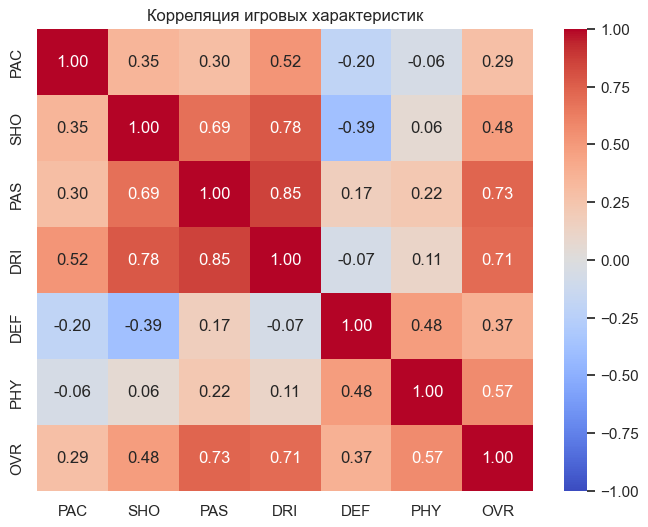 Корреляция игровых характеристик
PAC 1.00 0.35 0.30 0.52 -0.20 -0.06 0.29
SHO 0.35 1.00 0.69 0.78 -0.39 0.06 0.48
PAS 0.30 0.69 1.00 0.85 0.17 0.22 0.73
DRI 0.52 0.78 0.85 1.00 -0.07 0.11 0.71
DEF -0.20 -0.39 0.17 -0.07 1.00 0.48 0.37
PHY -0.06 0.06 0.22 0.11 0.48 1.00 0.57
OVR 0.29 0.48 0.73 0.71 0.37 0.57 1.00
PAC SHO PAS DRI DEF PHY OVR
1.00
0.75
0.50
0.25
0.00
−0.25
−0.50
−0.75
−1.00